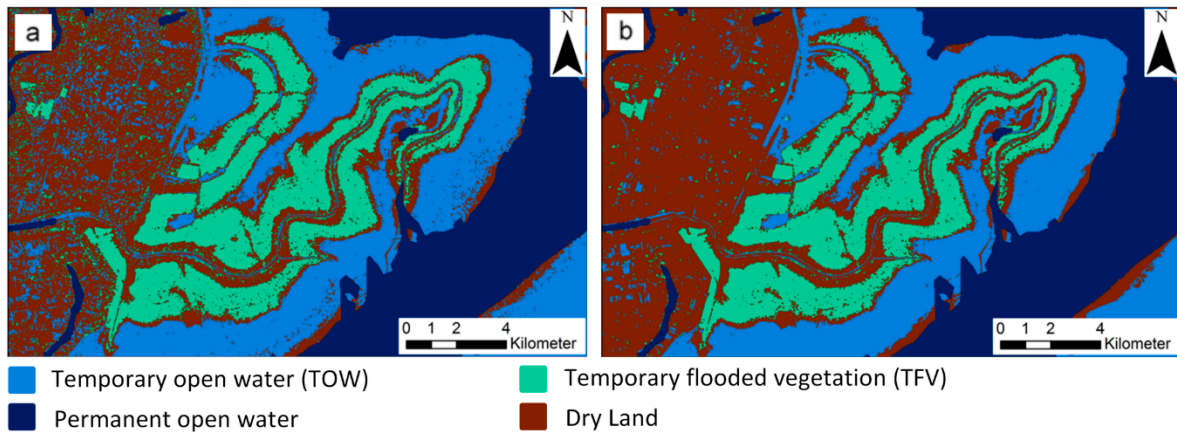 a
N
0 1 2 4
Kilometer
b
N
0 1 2 4
Kilometer
Temporary open water (TOW)
Temporary flooded vegetation (TFV)
Permanent open water
Dry Land